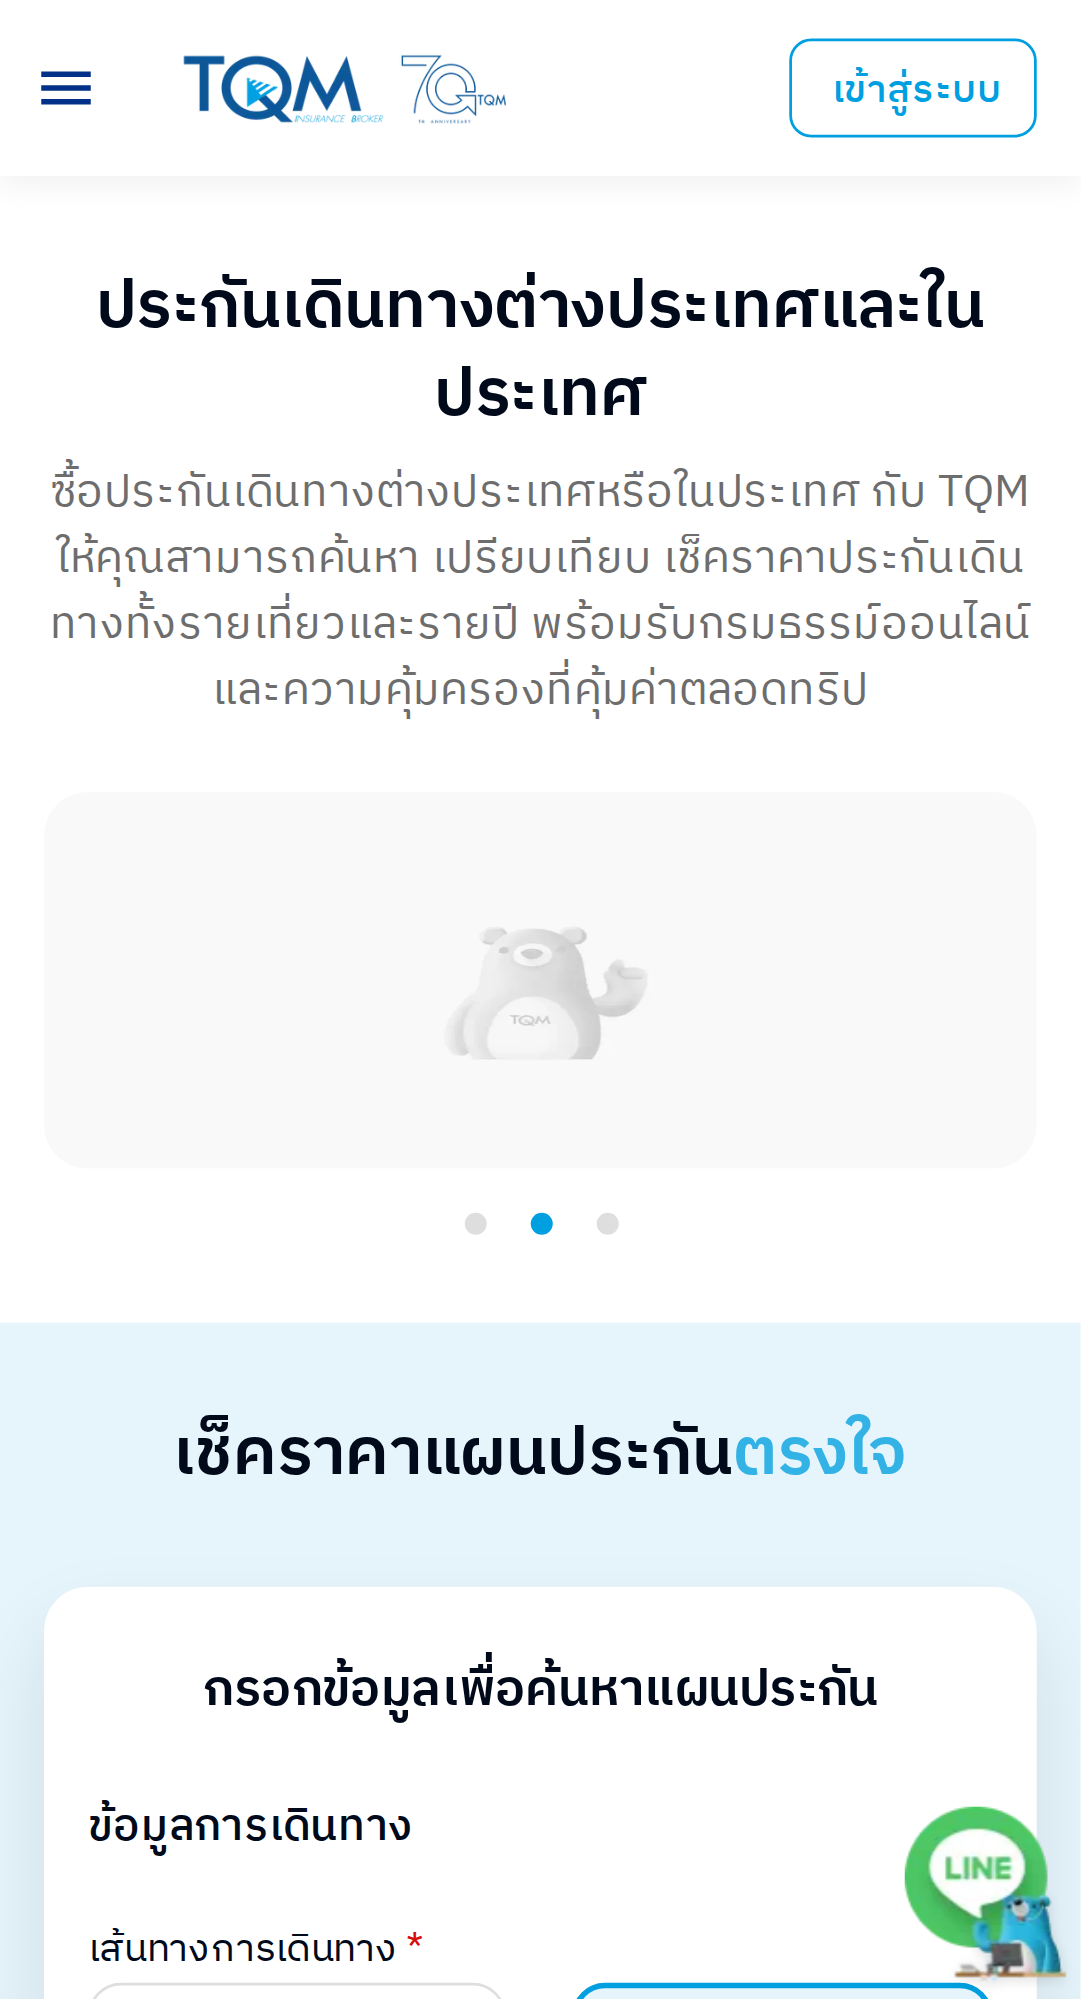 TQM
INSURANCE BROKER
70 TQM
TH ANNIVERSARY
เข้าสู่ระบบ
ประกันเดินทางต่างประเทศและใน
ประเทศ
ซื้อประกันเดินทางต่างประเทศหรือในประเทศ กับ TQM
ให้คุณสามารถค้นหา เปรียบเทียบ เช็คราคาประกันเดิน
ทางทั้งรายเที่ยวและรายปี พร้อมรับกรมธรรม์ออนไลน์
และความคุ้มครองที่คุ้มค่าตลอดทริป
TQM
เช็คราคาแผนประกันตรงใจ
กรอกข้อมูลเพื่อค้นหาแผนประกัน
ข้อมูลการเดินทาง
LINE
เส้นทางการเดินทาง *